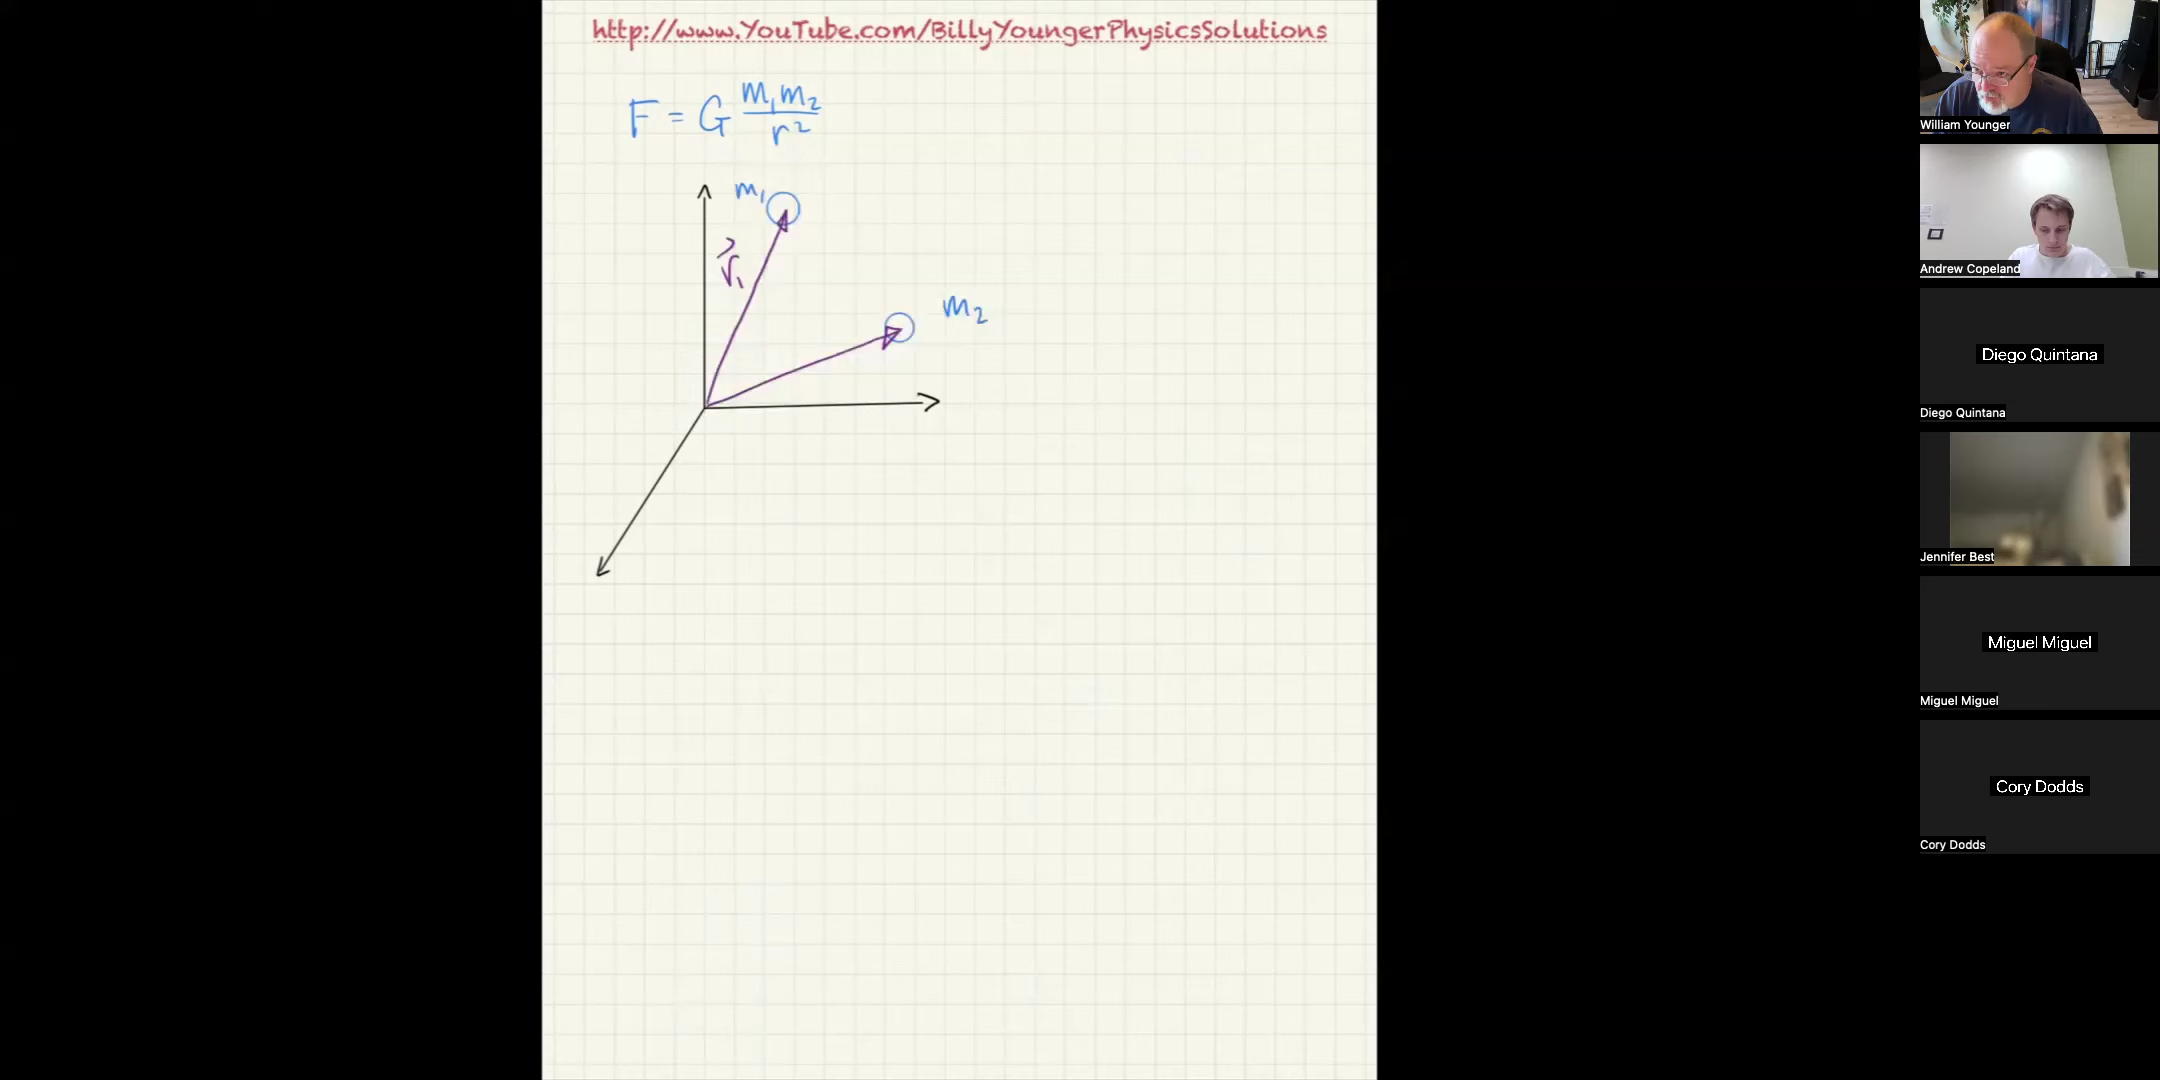 http://www.YouTube.com/BillyYoungerPhysicsSolutions
F = G m₁m₂/r²
m₁
r⃗₁
m₂
William Younger
Andrew Copeland
Diego Quintana
Diego Quintana
Jennifer Best
Miguel Miguel
Miguel Miguel
Cory Dodds
Cory Dodds